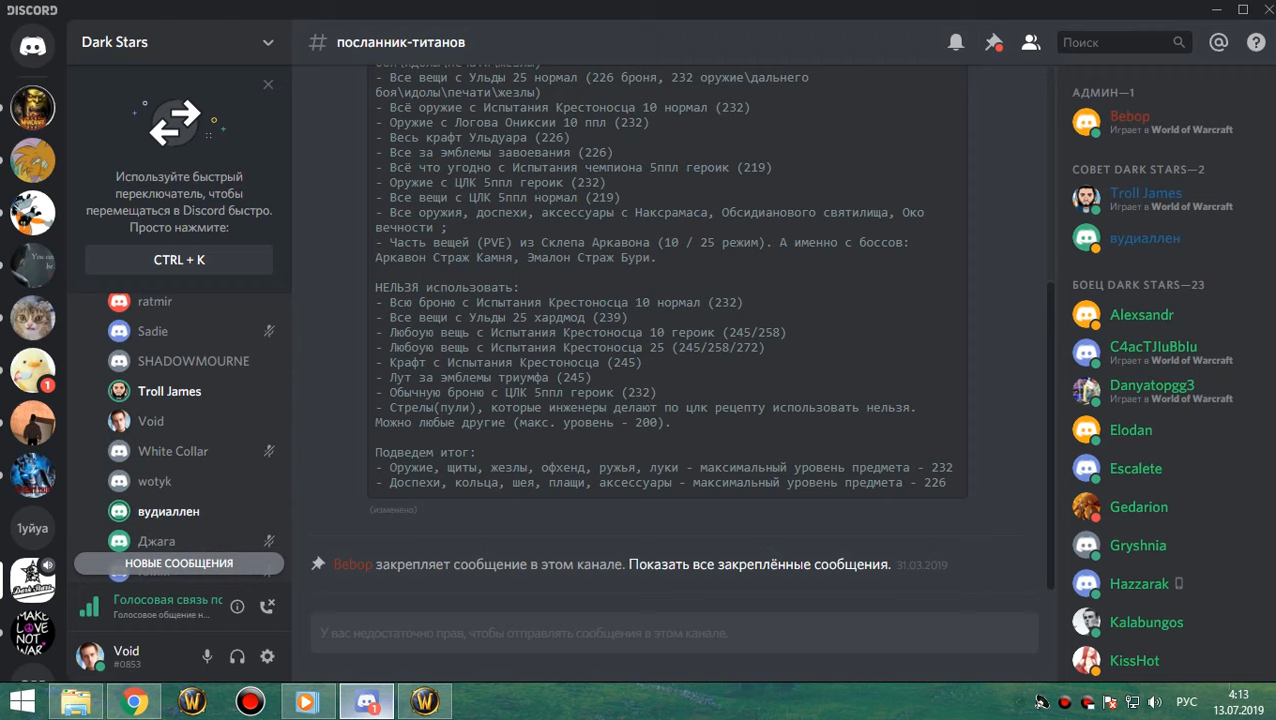 DISCORD
Dark Stars
Используйте быстрый
переключатель, чтобы
перемещаться в Discord быстро.
Просто нажмите:
CTRL + K
ratmir
Sadie
SHADOWMOURNE
Troll James
Void
White Collar
wotyk
вудиаллен
Джага
НОВЫЕ СООБЩЕНИЯ
Голосовая связь пс
Голосовое общение н...
Void
#0853
1уйуа
1
MAKE
LOVE
NOT
WAR
# посланник-титанов
Поиск
- Все вещи с Ульды 25 нормал (226 броня, 232 оружие\дальнего
боя\идолы\печати\жезлы)
- Всё оружие с Испытания Крестоносца 10 нормал (232)
- Оружие с Логова Ониксии 10 ппл (232)
- Весь крафт Ульдуара (226)
- Все за эмблемы завоевания (226)
- Всё что угодно с Испытания чемпиона 5ппл героик (219)
- Оружие с ЦЛК 5ппл героик (232)
- Все вещи с ЦЛК 5ппл нормал (219)
- Все оружия, доспехи, аксессуары с Наксрамаса, Обсидианового святилища, Око
вечности ;
- Часть вещей (PVE) из Склепа Аркавона (10 / 25 режим). А именно с боссов:
Аркавон Страж Камня, Эмалон Страж Бури.
НЕЛЬЗЯ использовать:
- Всю броню с Испытания Крестоносца 10 нормал (232)
- Все вещи с Ульды 25 хардмод (239)
- Любоую вещь с Испытания Крестоносца 10 героик (245/258)
- Любоую вещь с Испытания Крестоносца 25 (245/258/272)
- Крафт с Испытания Крестоносца (245)
- Лут за эмблемы триумфа (245)
- Обычную броню с ЦЛК 5ппл героик (232)
- Стрелы(пули), которые инженеры делают по цлк рецепту использовать нельзя.
Можно любые другие (макс. уровень - 200).
Подведем итог:
- Оружие, щиты, жезлы, офхенд, ружья, луки - максимальный уровень предмета - 232
- Доспехи, кольца, шея, плащи, аксессуары - максимальный уровень предмета - 226
(изменено)
Bebop закрепляет сообщение в этом канале. Показать все закреплённые сообщения. 31.03.2019
У вас недостаточно прав, чтобы отправлять сообщения в этом канале.
АДМИН—1
Bebop
Играет в World of Warcraft
СОВЕТ DARK STARS—2
Troll James
Играет в World of Warcraft
вудиаллен
БОЕЦ DARK STARS—23
Alexsandr
C4acTJIuBblu
Играет в World of Warcraft
Danyatopgg3
Играет в World of Warcraft
Elodan
Escalete
Gedarion
Gryshnia
Hazzarak
Kalabungos
KissHot
1
РУС
4:13
13.07.2019